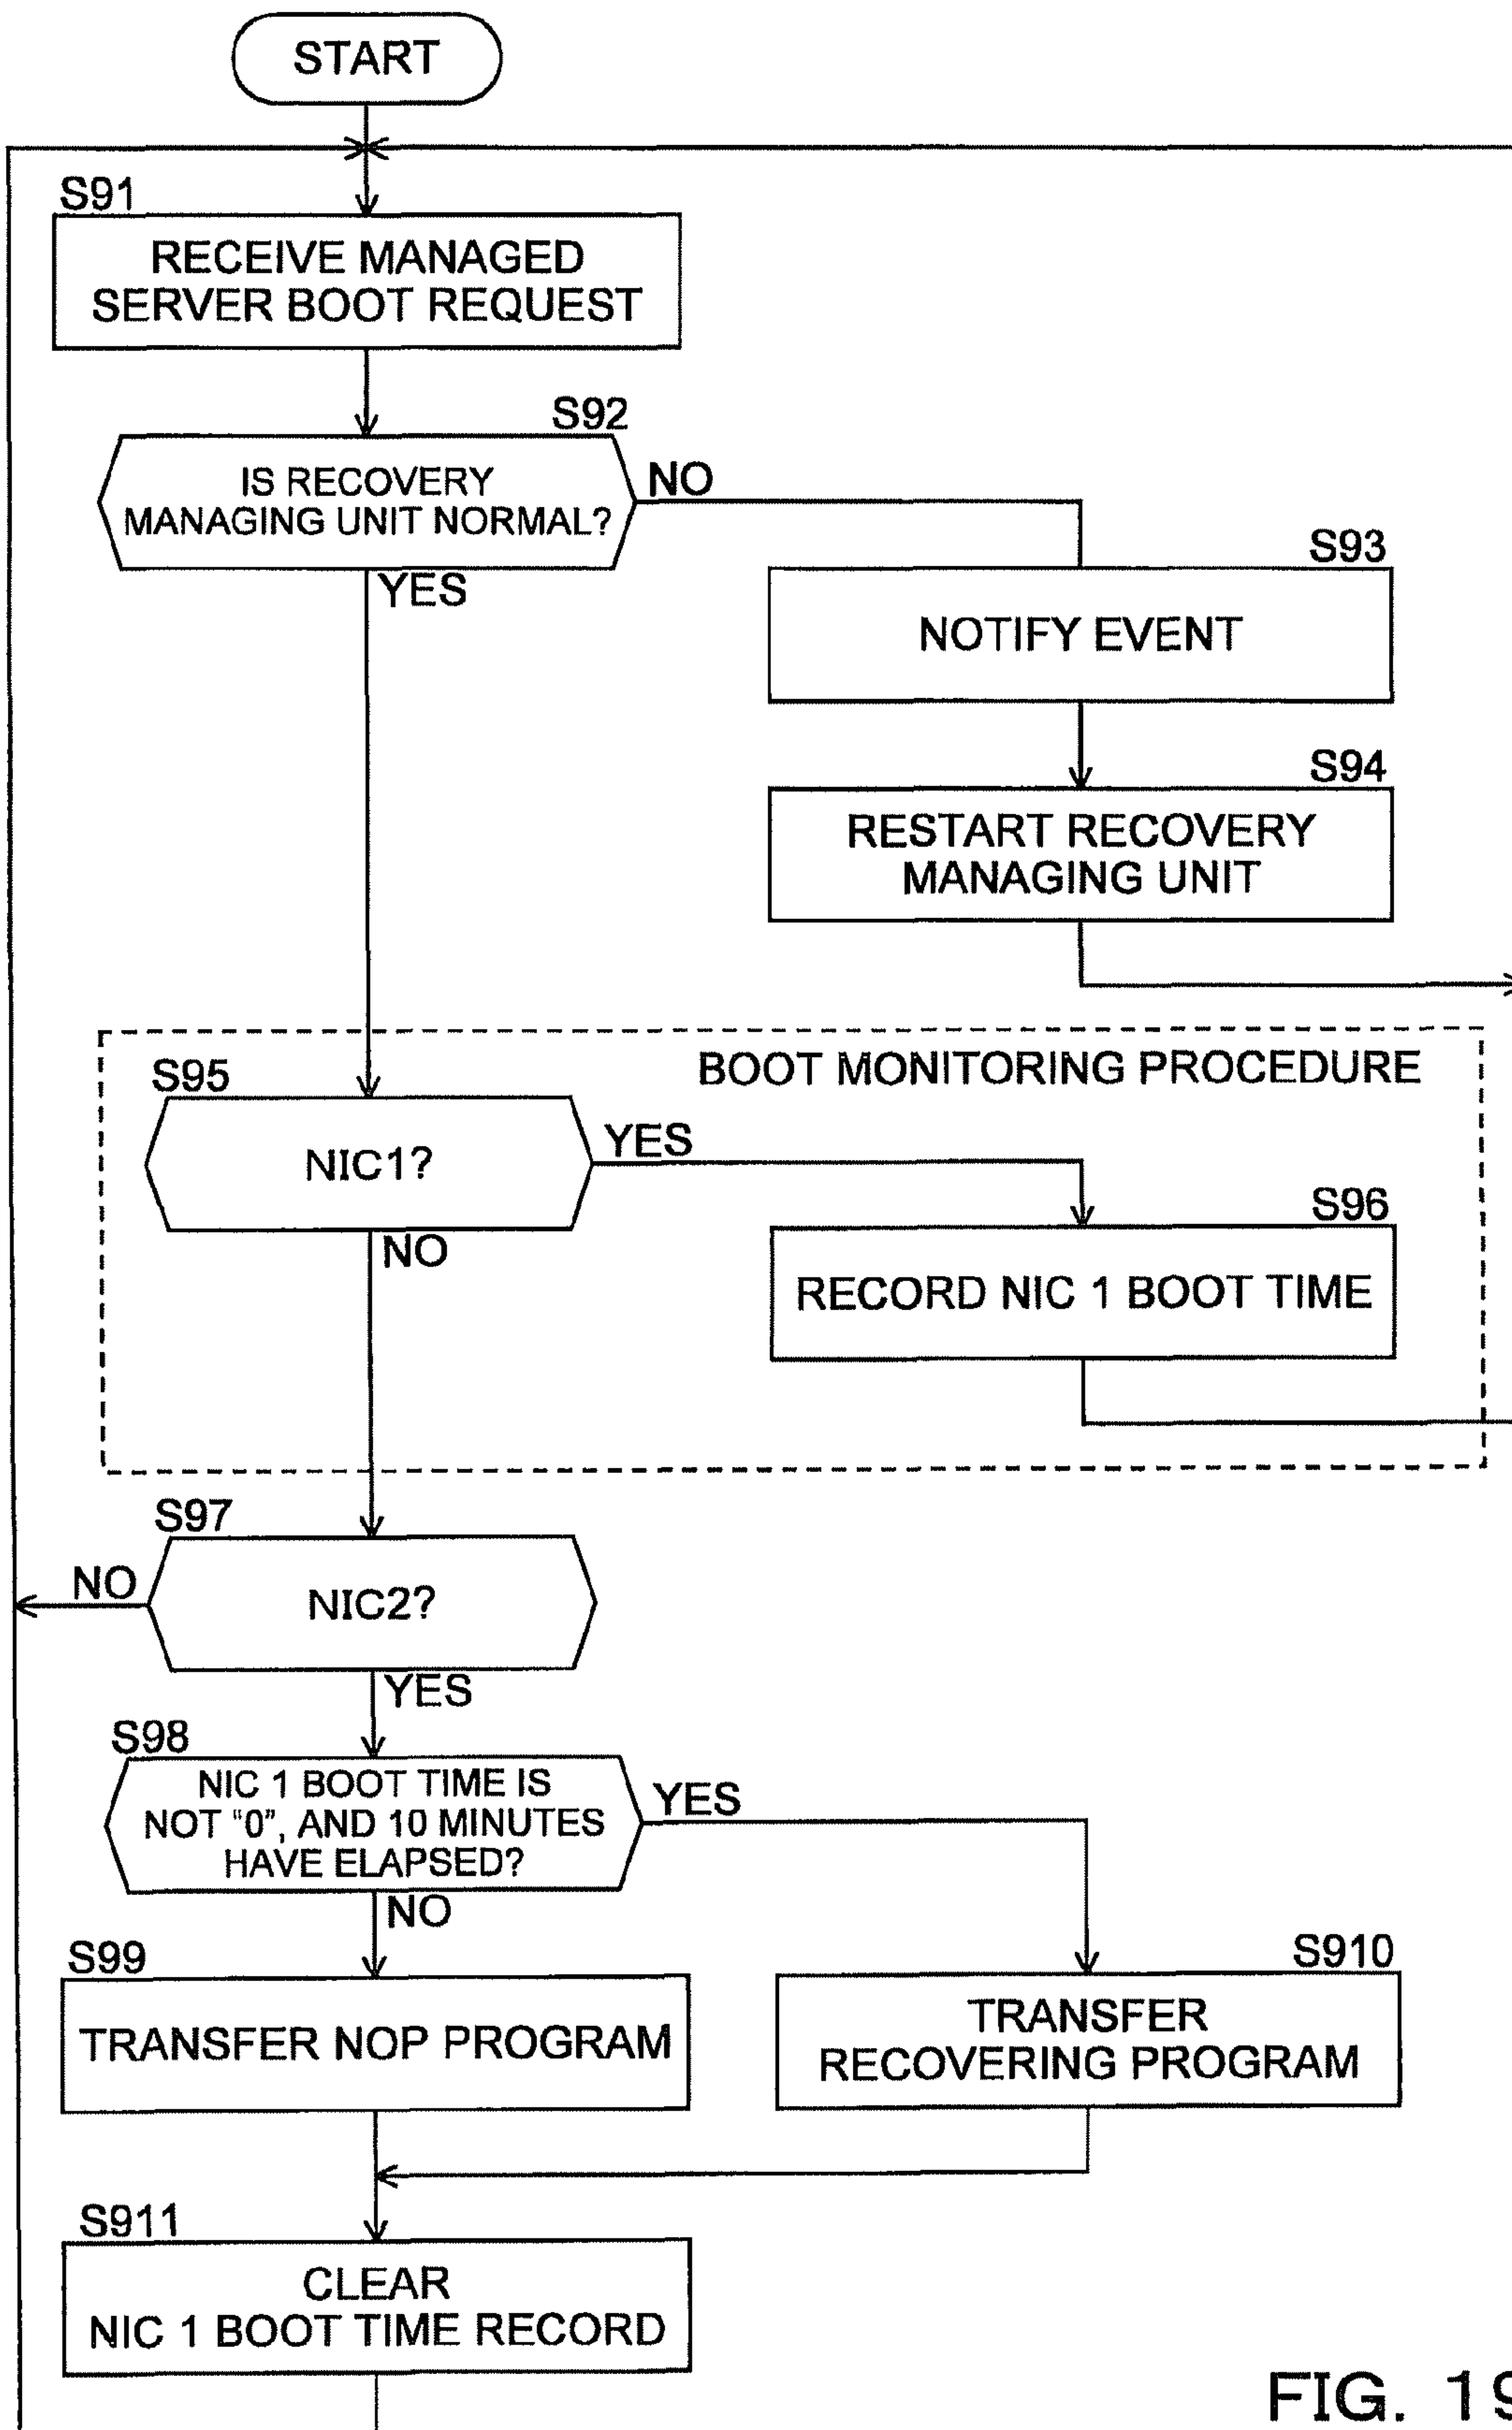 START
S91
RECEIVE MANAGED
SERVER BOOT REQUEST
S92
IS RECOVERY
MANAGING UNIT NORMAL?
NO
YES
S93
NOTIFY EVENT
S94
RESTART RECOVERY
MANAGING UNIT
BOOT MONITORING PROCEDURE
S95
NIC1?
YES
NO
S96
RECORD NIC 1 BOOT TIME
S97
NO
NIC2?
YES
S98
NIC 1 BOOT TIME IS
NOT “0”, AND 10 MINUTES
HAVE ELAPSED?
YES
NO
S99
TRANSFER NOP PROGRAM
S910
TRANSFER
RECOVERING PROGRAM
S911
CLEAR
NIC 1 BOOT TIME RECORD
FIG. 19